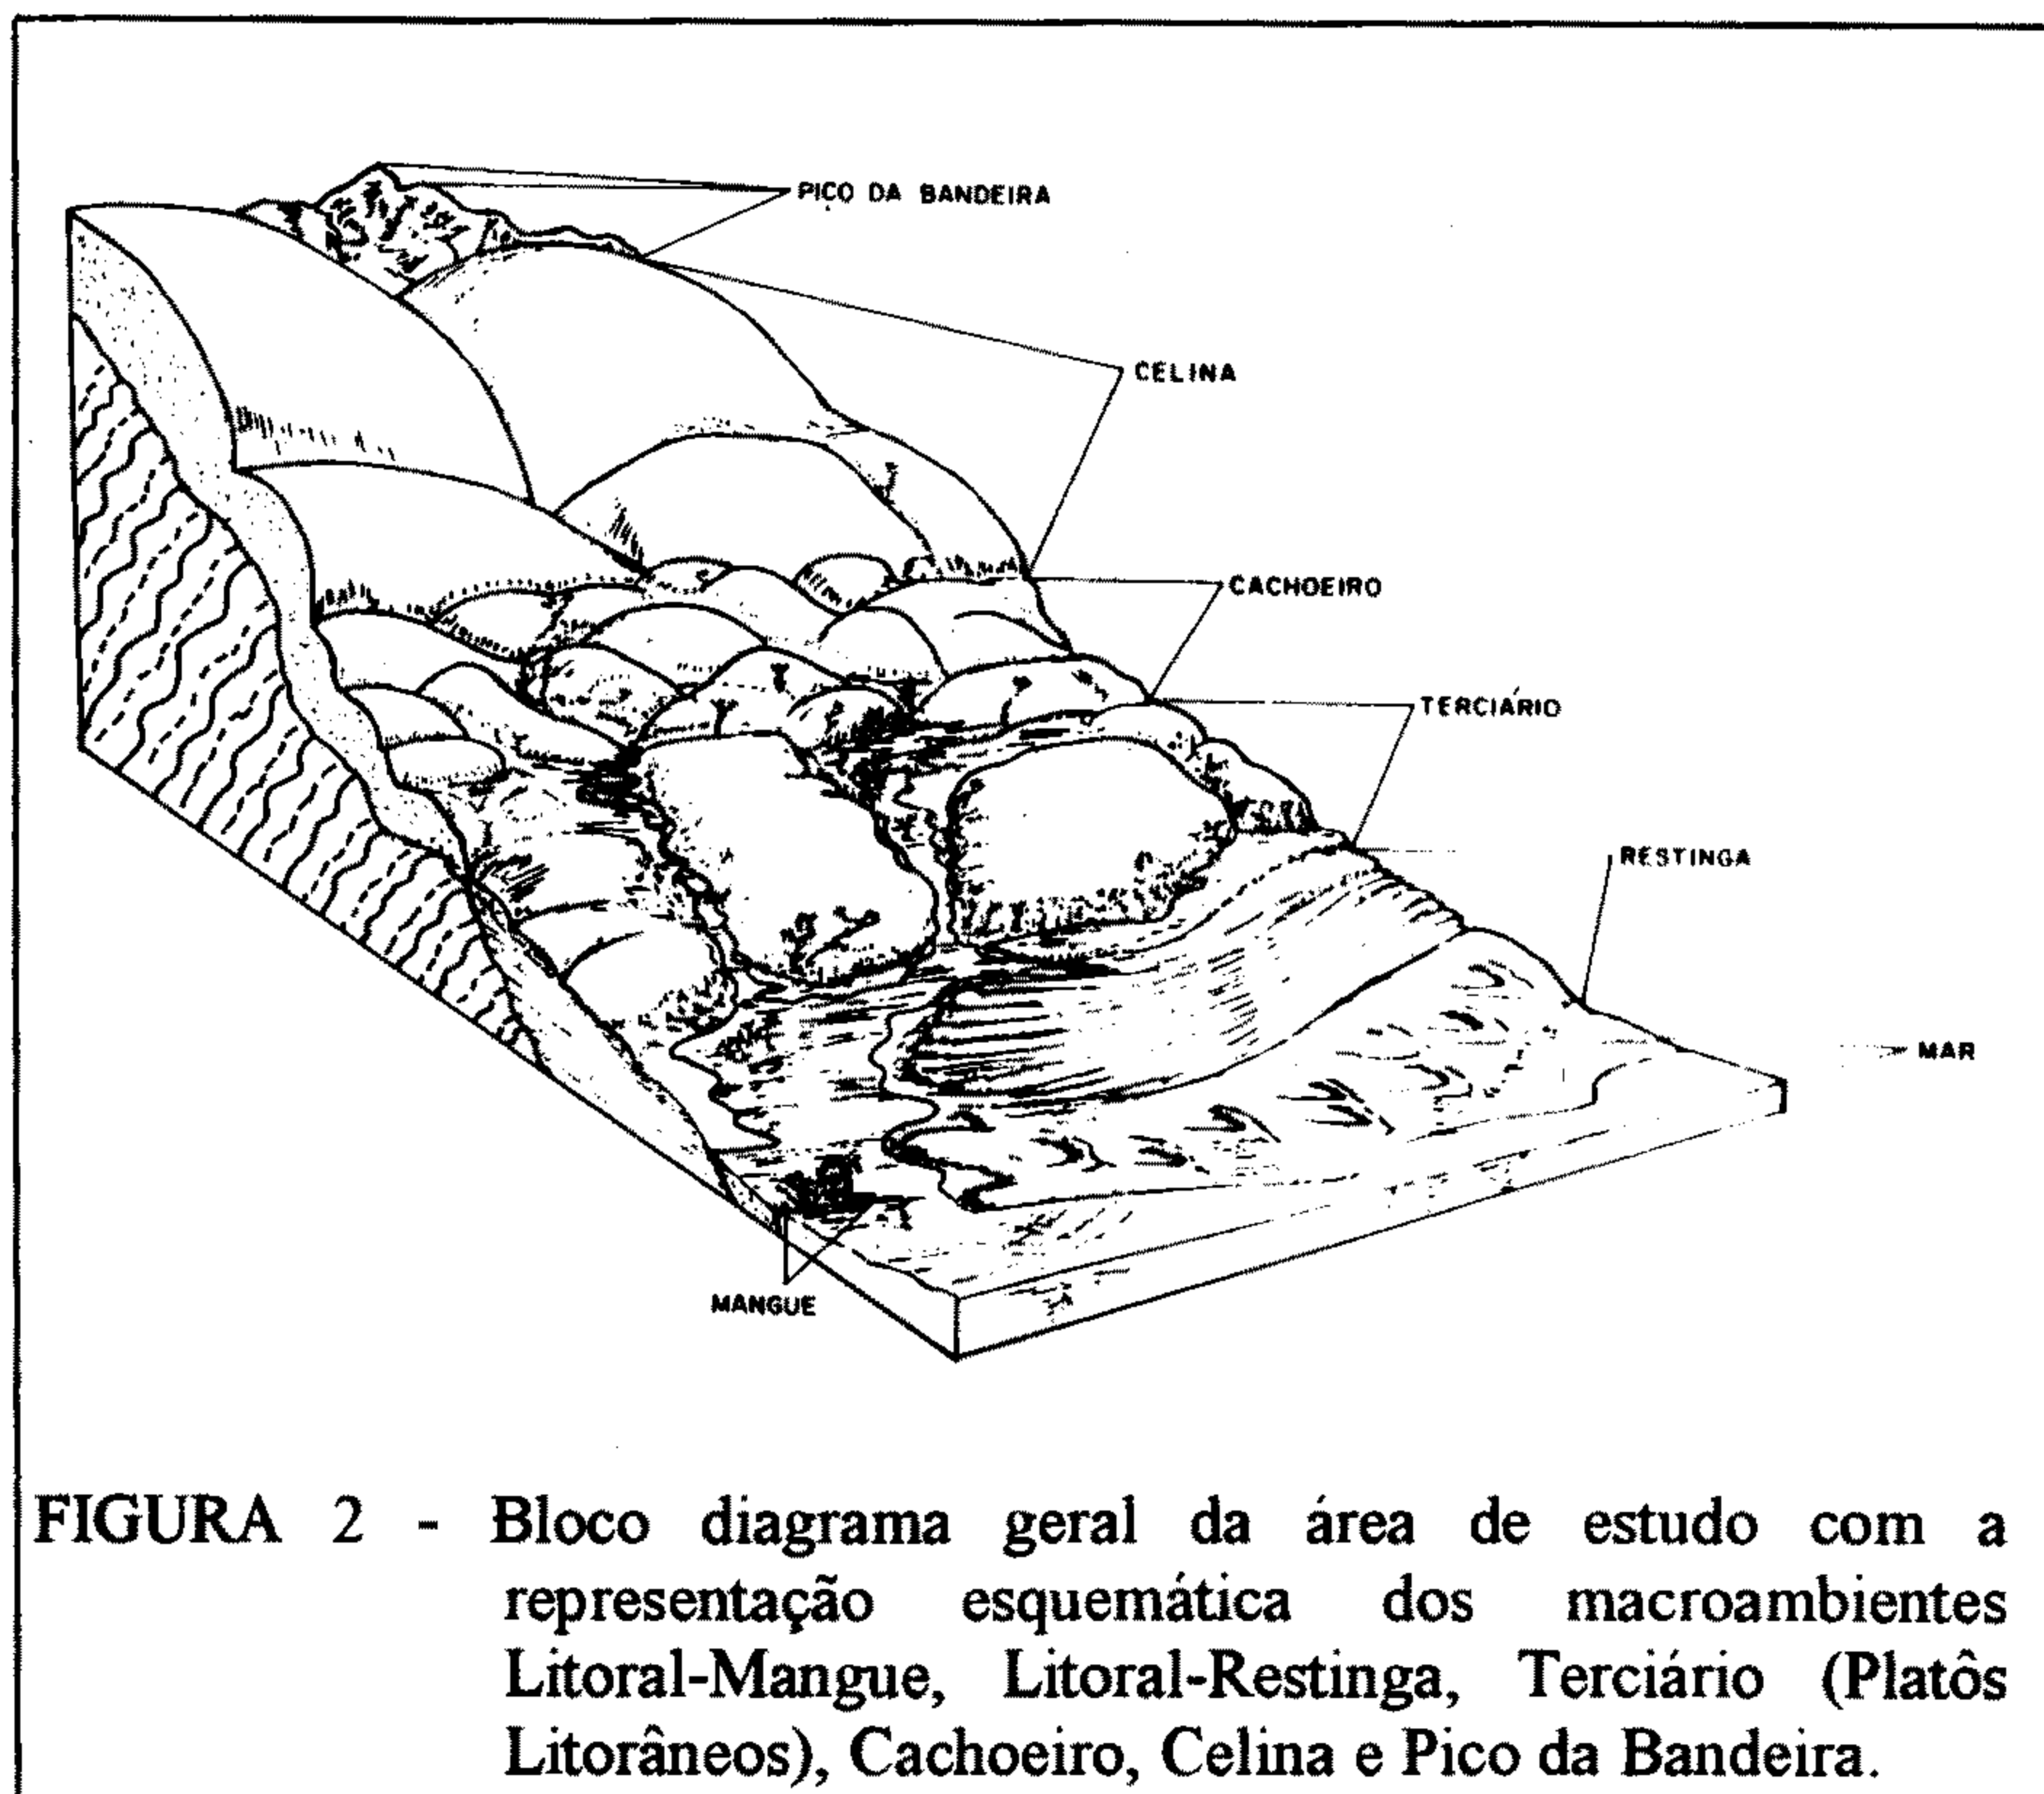 PICO DA BANDEIRA
CELINA
CACHOEIRO
TERCIÁRIO
RESTINGA
MAR
MANGUE
FIGURA 2 - Bloco diagrama geral da área de estudo com a
representação esquemática dos macroambientes
Litoral-Mangue, Litoral-Restinga, Terciário (Platôs
Litorâneos), Cachoeiro, Celina e Pico da Bandeira.